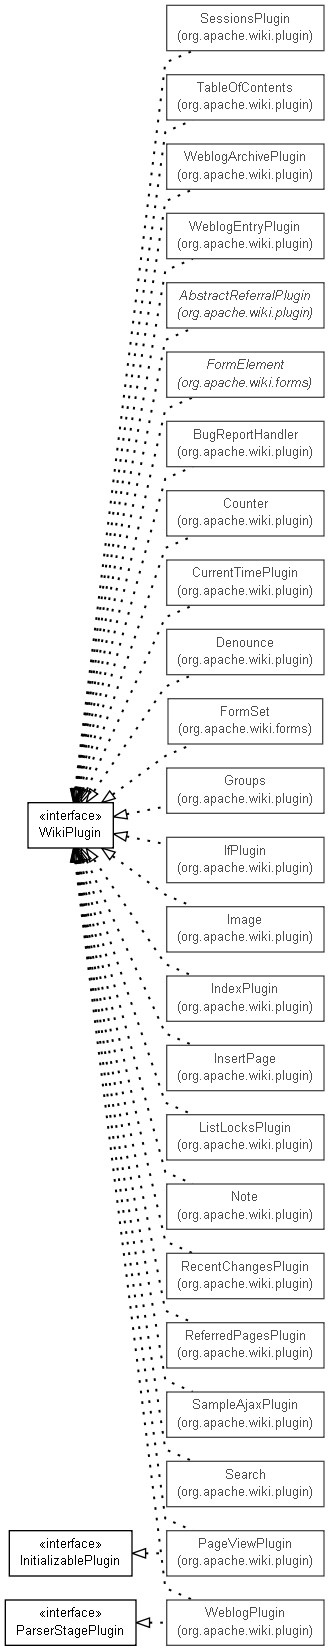 SessionsPlugin
(org.apache.wiki.plugin)
TableOfContents
(org.apache.wiki.plugin)
WeblogArchivePlugin
(org.apache.wiki.plugin)
WeblogEntryPlugin
(org.apache.wiki.plugin)
AbstractReferralPlugin
(org.apache.wiki.plugin)
FormElement
(org.apache.wiki.forms)
BugReportHandler
(org.apache.wiki.plugin)
Counter
(org.apache.wiki.plugin)
CurrentTimePlugin
(org.apache.wiki.plugin)
Denounce
(org.apache.wiki.plugin)
FormSet
(org.apache.wiki.forms)
Groups
(org.apache.wiki.plugin)
«interface»
WikiPlugin
IfPlugin
(org.apache.wiki.plugin)
Image
(org.apache.wiki.plugin)
IndexPlugin
(org.apache.wiki.plugin)
InsertPage
(org.apache.wiki.plugin)
ListLocksPlugin
(org.apache.wiki.plugin)
Note
(org.apache.wiki.plugin)
RecentChangesPlugin
(org.apache.wiki.plugin)
ReferredPagesPlugin
(org.apache.wiki.plugin)
SampleAjaxPlugin
(org.apache.wiki.plugin)
Search
(org.apache.wiki.plugin)
«interface»
InitializablePlugin
PageViewPlugin
(org.apache.wiki.plugin)
«interface»
ParserStagePlugin
WeblogPlugin
(org.apache.wiki.plugin)